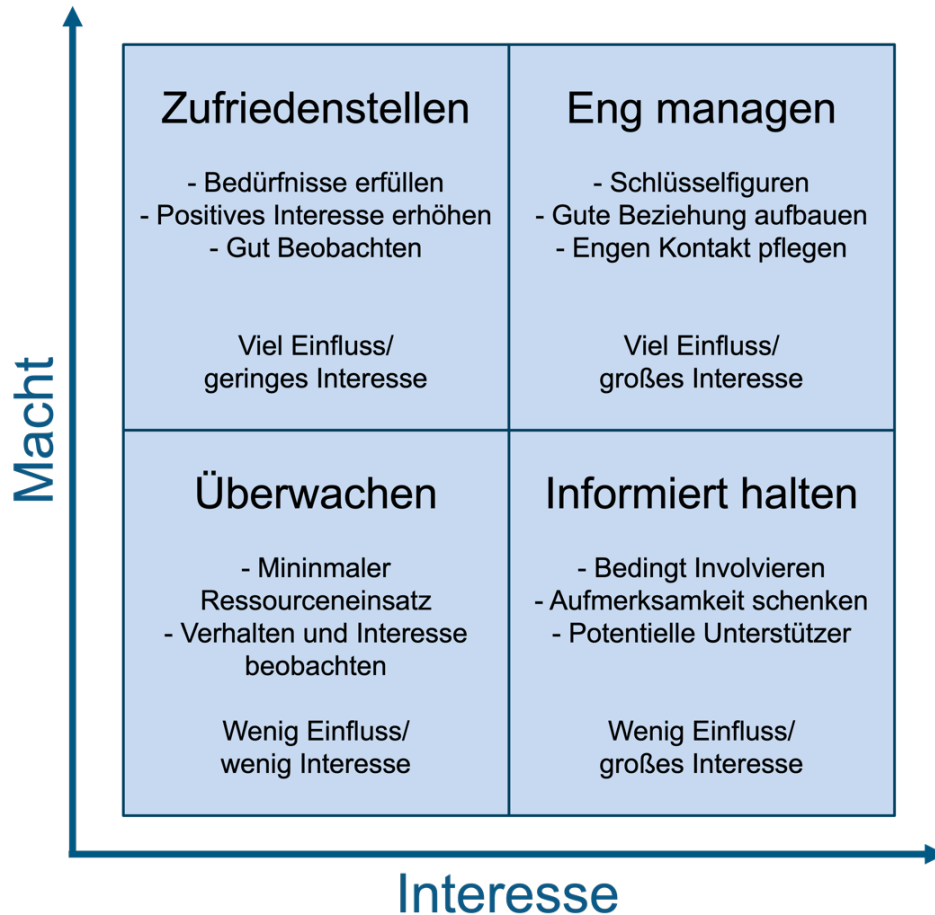 Macht
Zufriedenstellen
- Bedürfnisse erfüllen
- Positives Interesse erhöhen
- Gut Beobachten
Viel Einfluss/
geringes Interesse
Eng managen
- Schlüsselfiguren
- Gute Beziehung aufbauen
- Engen Kontakt pflegen
Viel Einfluss/
großes Interesse
Überwachen
- Mininmaler
Ressourceneinsatz
- Verhalten und Interesse
beobachten
Wenig Einfluss/
wenig Interesse
Informiert halten
- Bedingt Involvieren
- Aufmerksamkeit schenken
- Potentielle Unterstützer
Wenig Einfluss/
großes Interesse
Interesse